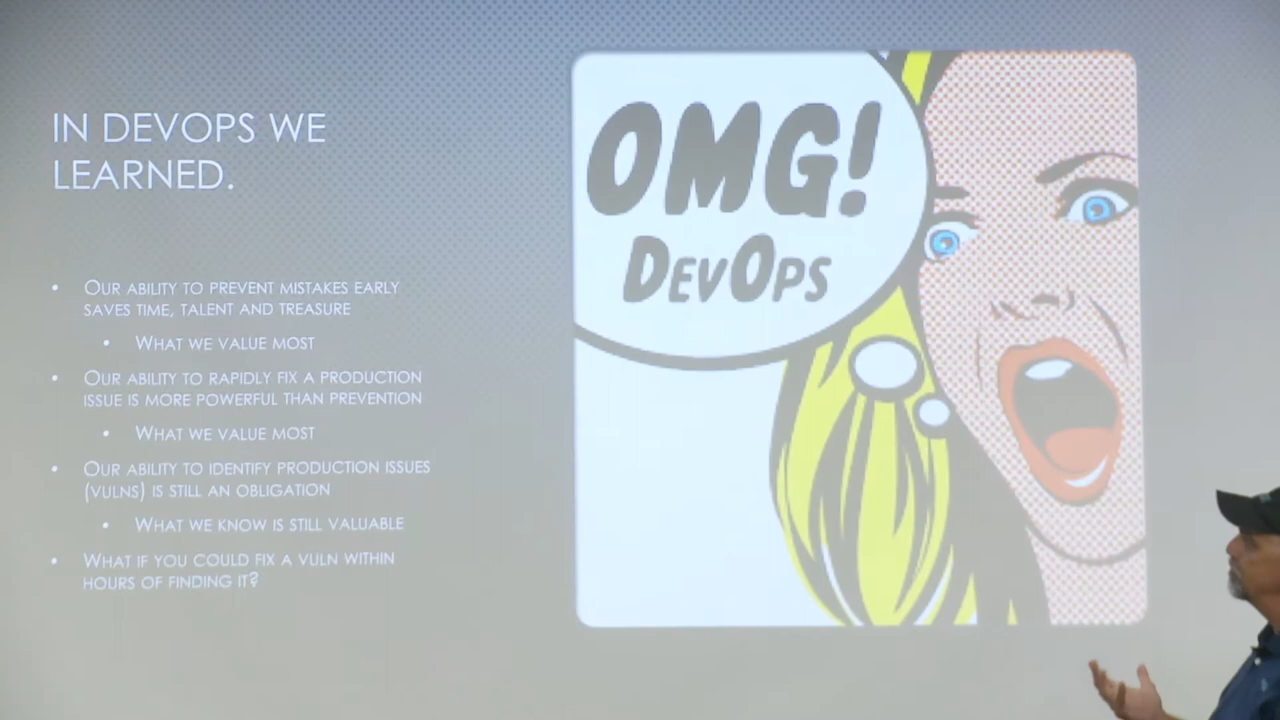 IN DEVOPS WE
LEARNED.
• OUR ABILITY TO PREVENT MISTAKES EARLY
SAVES TIME, TALENT AND TREASURE
• WHAT WE VALUE MOST
• OUR ABILITY TO RAPIDLY FIX A PRODUCTION
ISSUE IS MORE POWERFUL THAN PREVENTION
• WHAT WE VALUE MOST
• OUR ABILITY TO IDENTIFY PRODUCTION ISSUES
(VULNS) IS STILL AN OBLIGATION
• WHAT WE KNOW IS STILL VALUABLE
• WHAT IF YOU COULD FIX A VULN WITHIN
HOURS OF FINDING IT?
OMG!
DEVOPS